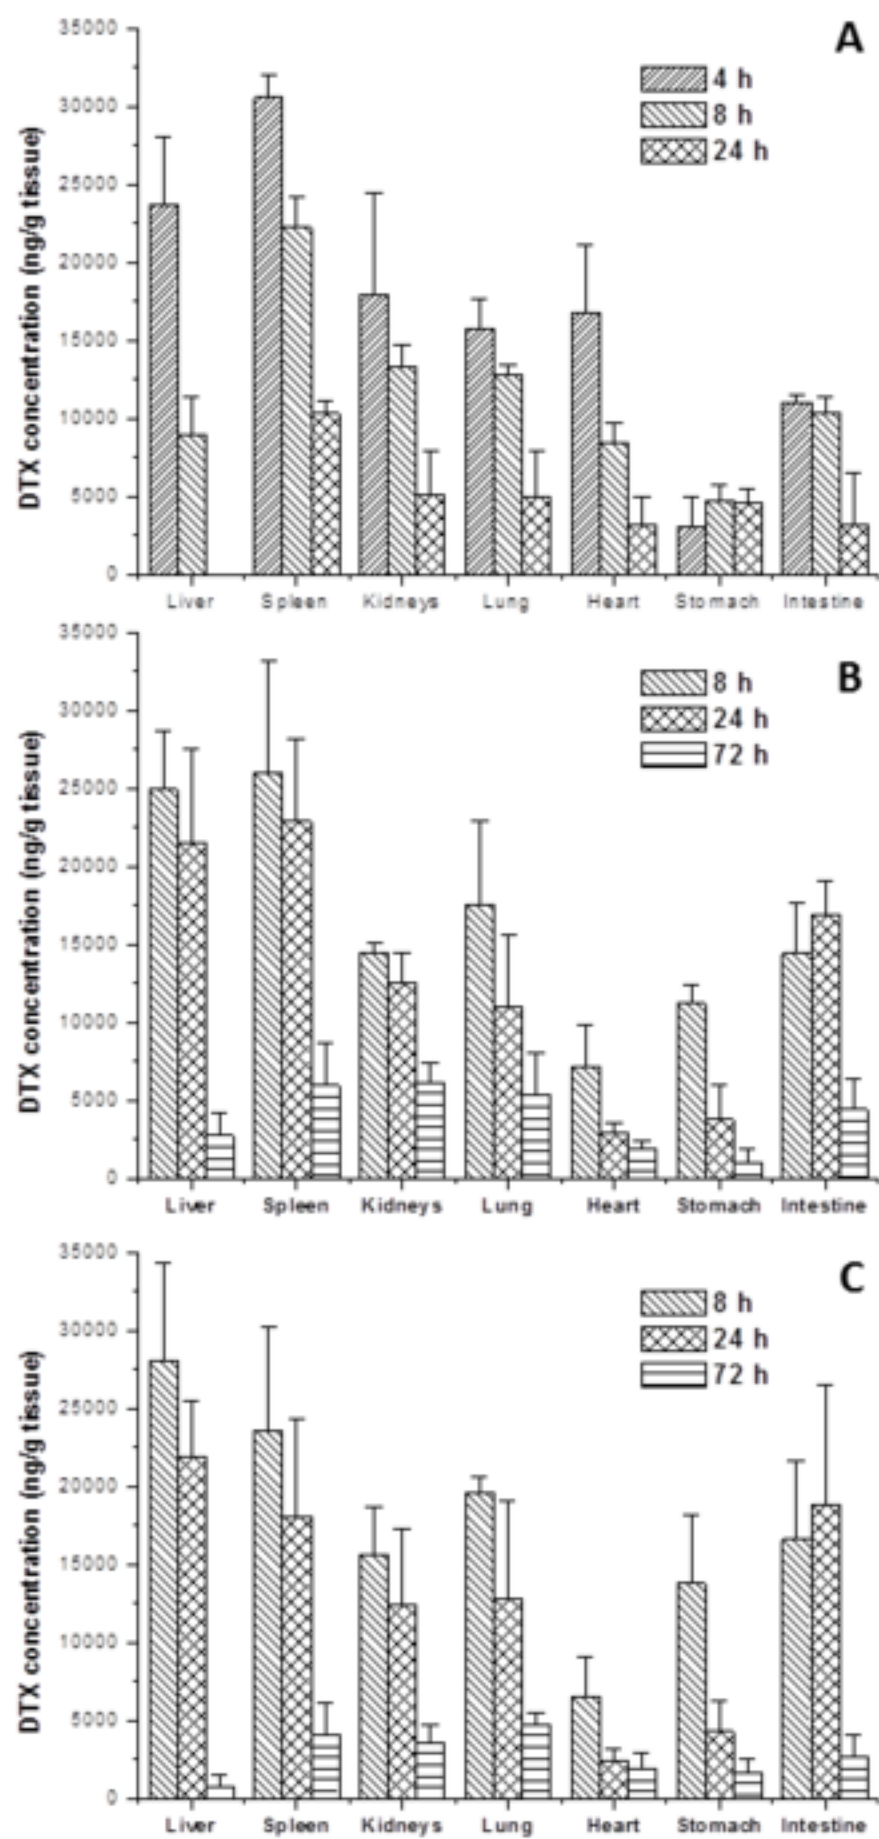 A
DTX concentration (ng/g tissue)
35000
30000
25000
20000
15000
10000
5000
0
4 h
8 h
24 h
Liver Spleen Kidneys Lung Heart Stomach Intestine
B
DTX concentration (ng/g tissue)
35000
30000
25000
20000
15000
10000
5000
0
8 h
24 h
72 h
Liver Spleen Kidneys Lung Heart Stomach Intestine
C
DTX concentration (ng/g tissue)
35000
30000
25000
20000
15000
10000
5000
0
8 h
24 h
72 h
Liver Spleen Kidneys Lung Heart Stomach Intestine